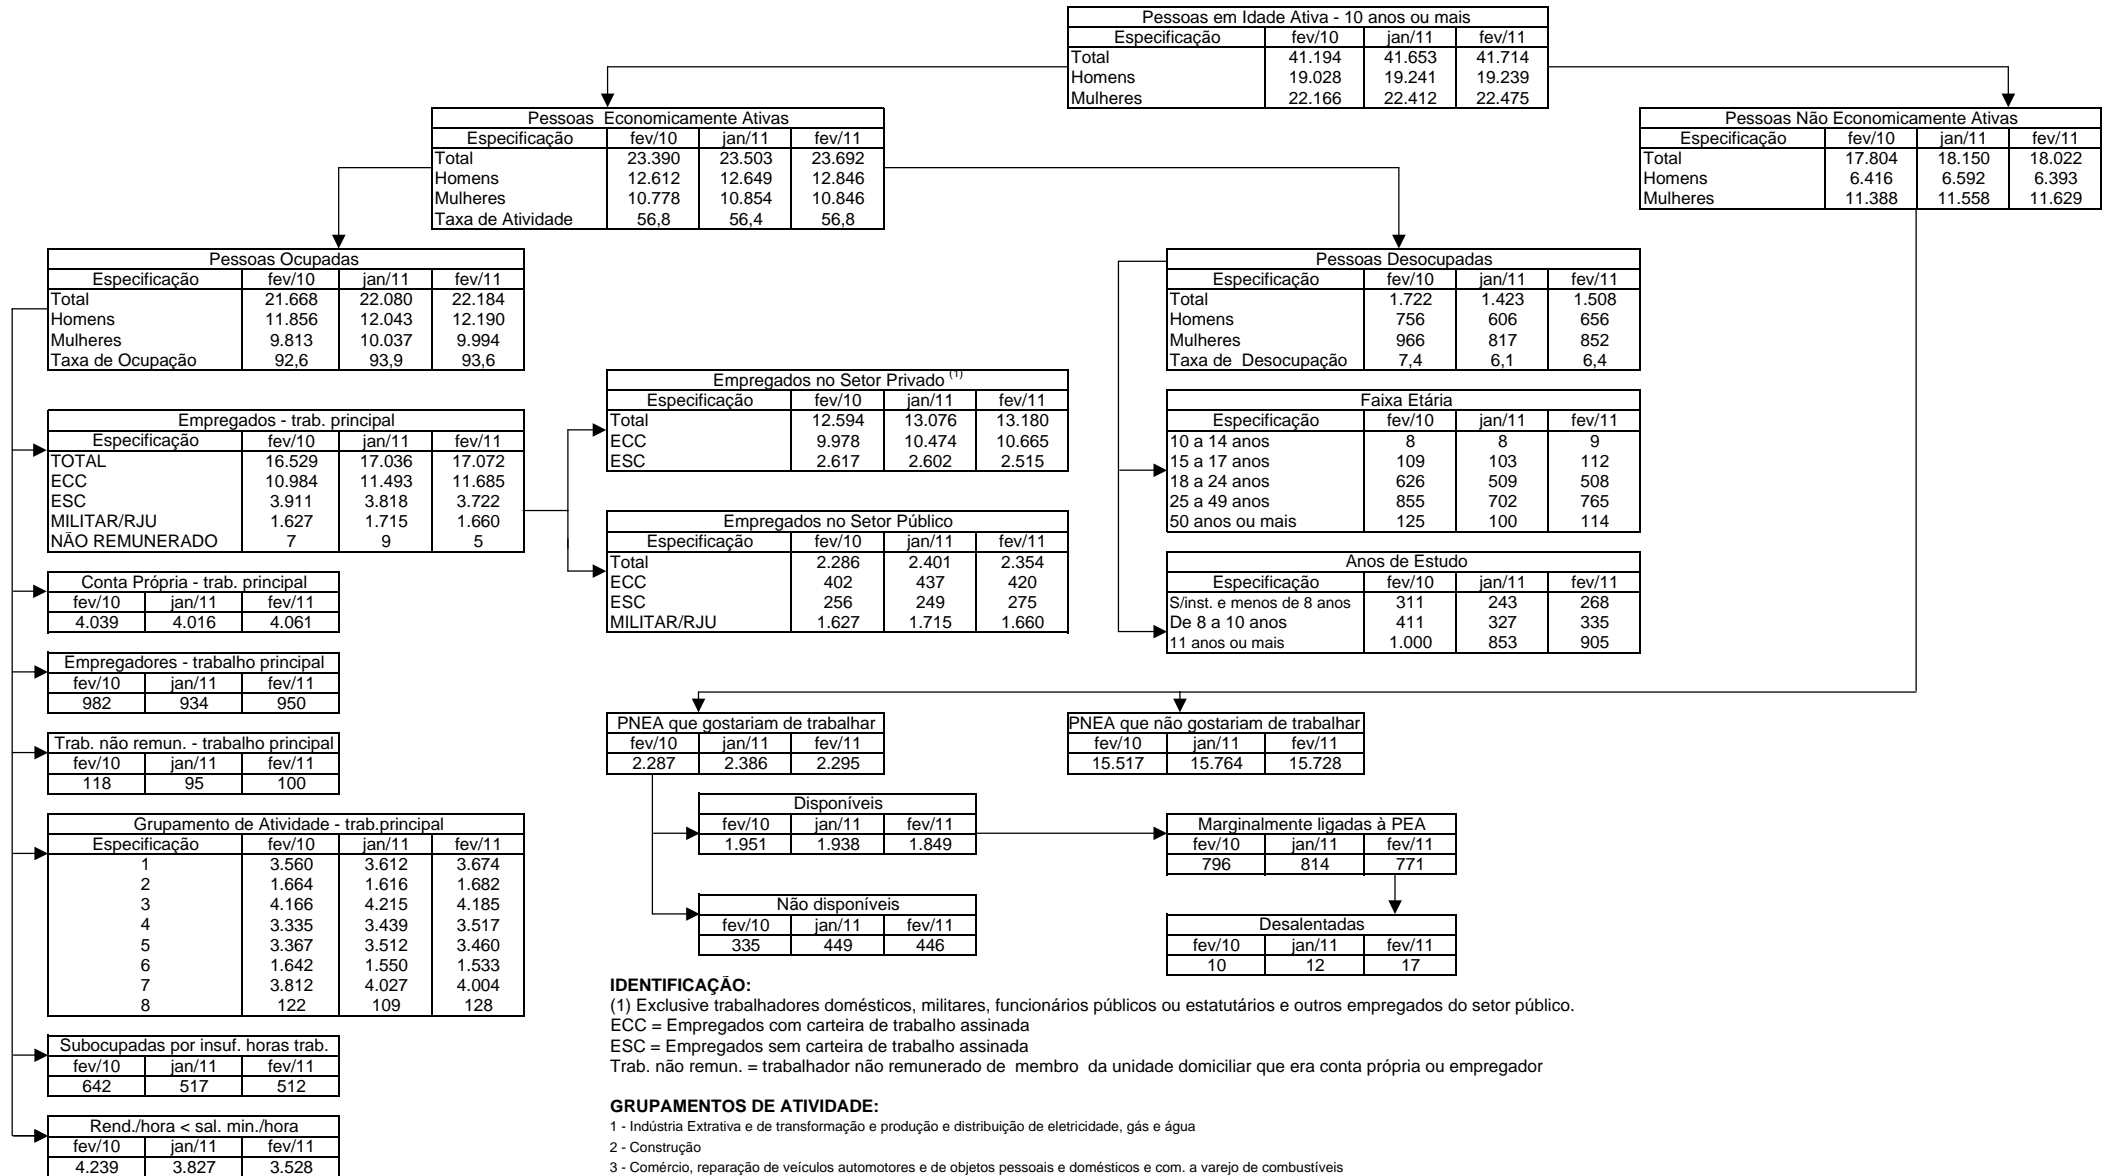 Pessoas em Idade Ativa - 10 anos ou mais
Especificação fev/10 jan/11 fev/11
Total 41.194 41.653 41.714
Homens 19.028 19.241 19.239
Mulheres 22.166 22.412 22.475
Pessoas Economicamente Ativas
Especificação fev/10 jan/11 fev/11
Total 23.390 23.503 23.692
Homens 12.612 12.649 12.846
Mulheres 10.778 10.854 10.846
Taxa de Atividade 56,8 56,4 56,8
Pessoas Não Economicamente Ativas
Especificação fev/10 jan/11 fev/11
Total 17.804 18.150 18.022
Homens 6.416 6.592 6.393
Mulheres 11.388 11.558 11.629
Pessoas Ocupadas
Especificação fev/10 jan/11 fev/11
Total 21.668 22.080 22.184
Homens 11.856 12.043 12.190
Mulheres 9.813 10.037 9.994
Taxa de Ocupação 92,6 93,9 93,6
Pessoas Desocupadas
Especificação fev/10 jan/11 fev/11
Total 1.722 1.423 1.508
Homens 756 606 656
Mulheres 966 817 852
Taxa de Desocupação 7,4 6,1 6,4
Empregados - trab. principal
Especificação fev/10 jan/11 fev/11
TOTAL 16.529 17.036 17.072
ECC 10.984 11.493 11.685
ESC 3.911 3.818 3.722
MILITAR/RJU 1.627 1.715 1.660
NÃO REMUNERADO 7 9 5
Empregados no Setor Privado (1)
Especificação fev/10 jan/11 fev/11
Total 12.594 13.076 13.180
ECC 9.978 10.474 10.665
ESC 2.617 2.602 2.515
Faixa Etária
Especificação fev/10 jan/11 fev/11
10 a 14 anos 8 8 9
15 a 17 anos 109 103 112
18 a 24 anos 626 509 508
25 a 49 anos 855 702 765
50 anos ou mais 125 100 114
Empregados no Setor Público
Especificação fev/10 jan/11 fev/11
Total 2.286 2.401 2.354
ECC 402 437 420
ESC 256 249 275
MILITAR/RJU 1.627 1.715 1.660
Anos de Estudo
Especificação fev/10 jan/11 fev/11
S/inst. e menos de 8 anos 311 243 268
De 8 a 10 anos 411 327 335
11 anos ou mais 1.000 853 905
Conta Própria - trab. principal
fev/10 jan/11 fev/11
4.039 4.016 4.061
Empregadores - trabalho principal
fev/10 jan/11 fev/11
982 934 950
Trab. não remun. - trabalho principal
fev/10 jan/11 fev/11
118 95 100
PNEA que gostariam de trabalhar
fev/10 jan/11 fev/11
2.287 2.386 2.295
PNEA que não gostariam de trabalhar
fev/10 jan/11 fev/11
15.517 15.764 15.728
Disponíveis
fev/10 jan/11 fev/11
1.951 1.938 1.849
Marginalmente ligadas à PEA
fev/10 jan/11 fev/11
796 814 771
Não disponíveis
fev/10 jan/11 fev/11
335 449 446
Desalentadas
fev/10 jan/11 fev/11
10 12 17
Grupamento de Atividade - trab.principal
Especificação fev/10 jan/11 fev/11
1 3.560 3.612 3.674
2 1.664 1.616 1.682
3 4.166 4.215 4.185
4 3.335 3.439 3.517
5 3.367 3.512 3.460
6 1.642 1.550 1.533
7 3.812 4.027 4.004
8 122 109 128
Subocupadas por insuf. horas trab.
fev/10 jan/11 fev/11
642 517 512
Rend./hora < sal. min./hora
fev/10 jan/11 fev/11
4.239 3.827 3.528
IDENTIFICAÇÃO:
(1) Exclusive trabalhadores domésticos, militares, funcionários públicos ou estatutários e outros empregados do setor público.
ECC = Empregados com carteira de trabalho assinada
ESC = Empregados sem carteira de trabalho assinada
Trab. não remun. = trabalhador não remunerado de membro da unidade domiciliar que era conta própria ou empregador
GRUPAMENTOS DE ATIVIDADE:
1 - Indústria Extrativa e de transformação e produção e distribuição de eletricidade, gás e água
2 - Construção
3 - Comércio, reparação de veículos automotores e de objetos pessoais e domésticos e com. a varejo de combustíveis